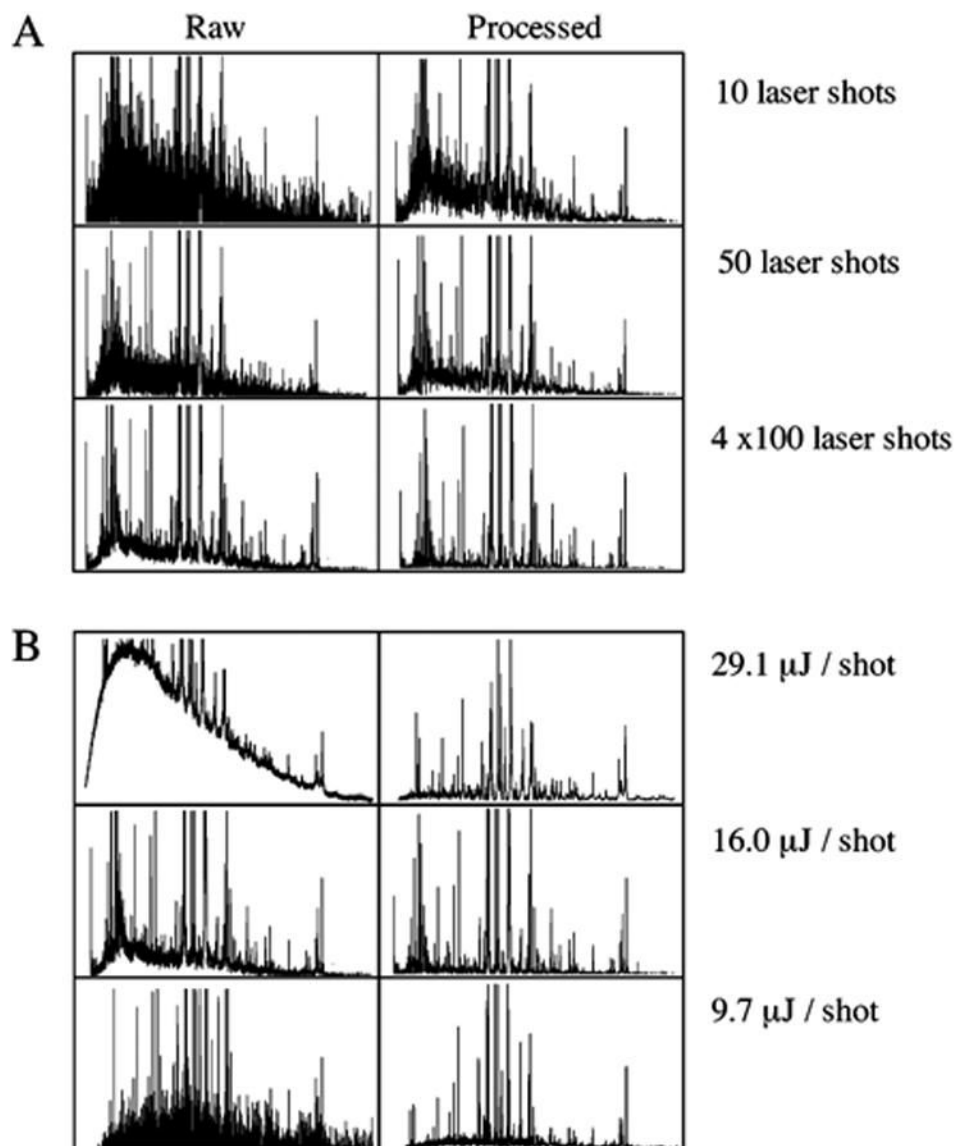 A
Raw Processed
10 laser shots
50 laser shots
4 x100 laser shots
B
29.1 μJ / shot
16.0 μJ / shot
9.7 μJ / shot